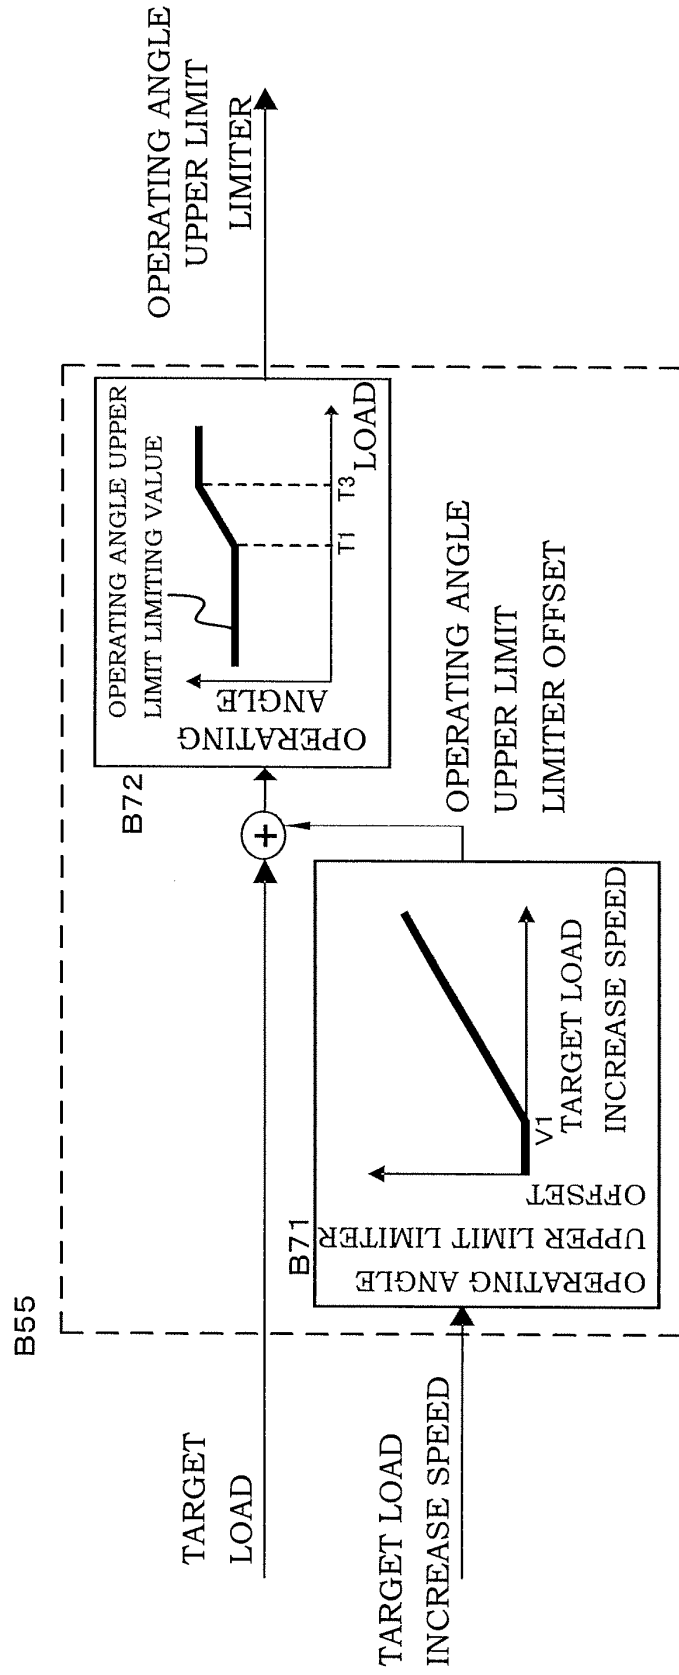 B55
TARGET
LOAD
TARGET LOAD
INCREASE SPEED
B71
OPERATING ANGLE
UPPER LIMIT LIMITER
OFFSET
V1
TARGET LOAD
INCREASE SPEED
+
B72
OPERATING ANGLE UPPER
LIMIT LIMITING VALUE
OPERATING
ANGLE
T1
T3
LOAD
OPERATING ANGLE
UPPER LIMIT
LIMITER OFFSET
OPERATING ANGLE
UPPER LIMIT
LIMITER